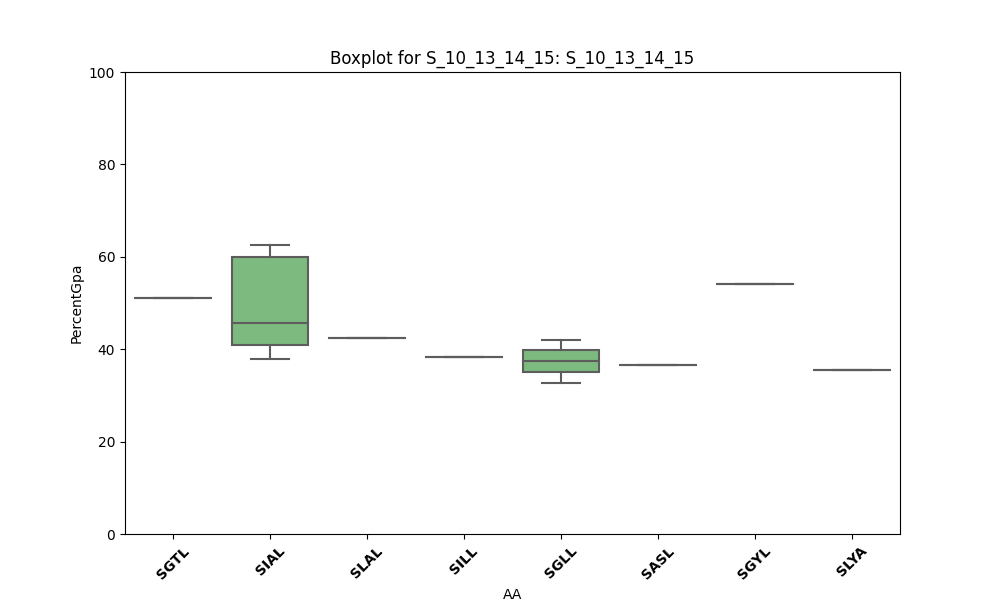 Boxplot for S_10_13_14_15: S_10_13_14_15
100
80
60
40
20
0
PercentGpa
SGTL
SIAL
SLAL
SILL
SGLL
SASL
SGYL
SLYA
AA